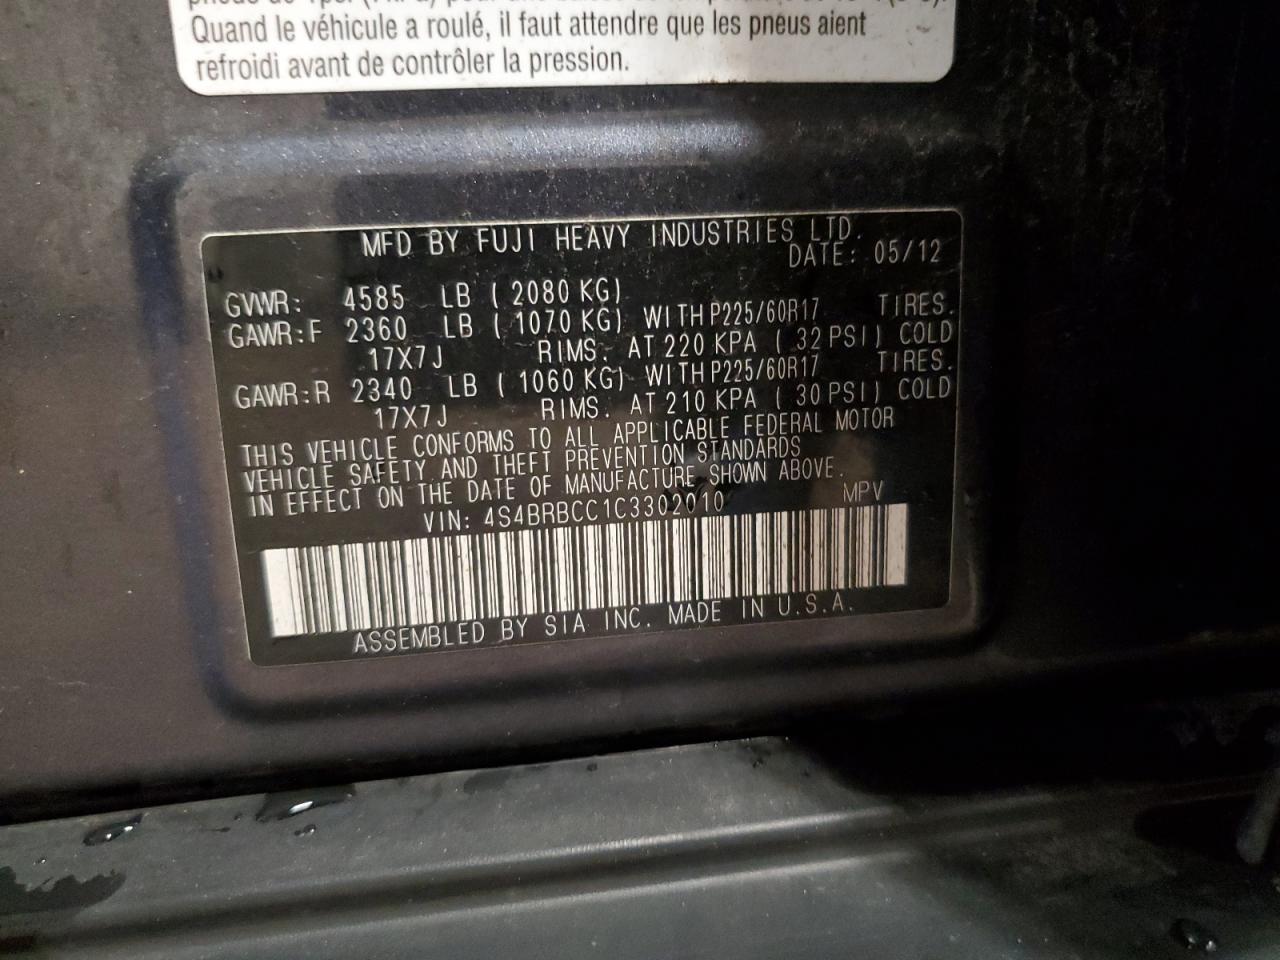 Quand le véhicule a roulé, il faut attendre que les pneus aient
refroidi avant de contrôler la pression.
MFD BY FUJI HEAVY INDUSTRIES LTD.
DATE: 05/12
GVWR: 4585 LB ( 2080 KG)
GAWR:F 2360 LB ( 1070 KG) WITH P225/60R17 TIRES.
17X7J RIMS. AT 220 KPA ( 32 PSI) COLD
GAWR:R 2340 LB ( 1060 KG) WITH P225/60R17 TIRES.
17X7J RIMS. AT 210 KPA ( 30 PSI) COLD
THIS VEHICLE CONFORMS TO ALL APPLICABLE FEDERAL MOTOR
VEHICLE SAFETY AND THEFT PREVENTION STANDARDS
IN EFFECT ON THE DATE OF MANUFACTURE SHOWN ABOVE.
VIN: 4S4BRBCC1C3302010 MPV
ASSEMBLED BY SIA INC. MADE IN U.S.A.